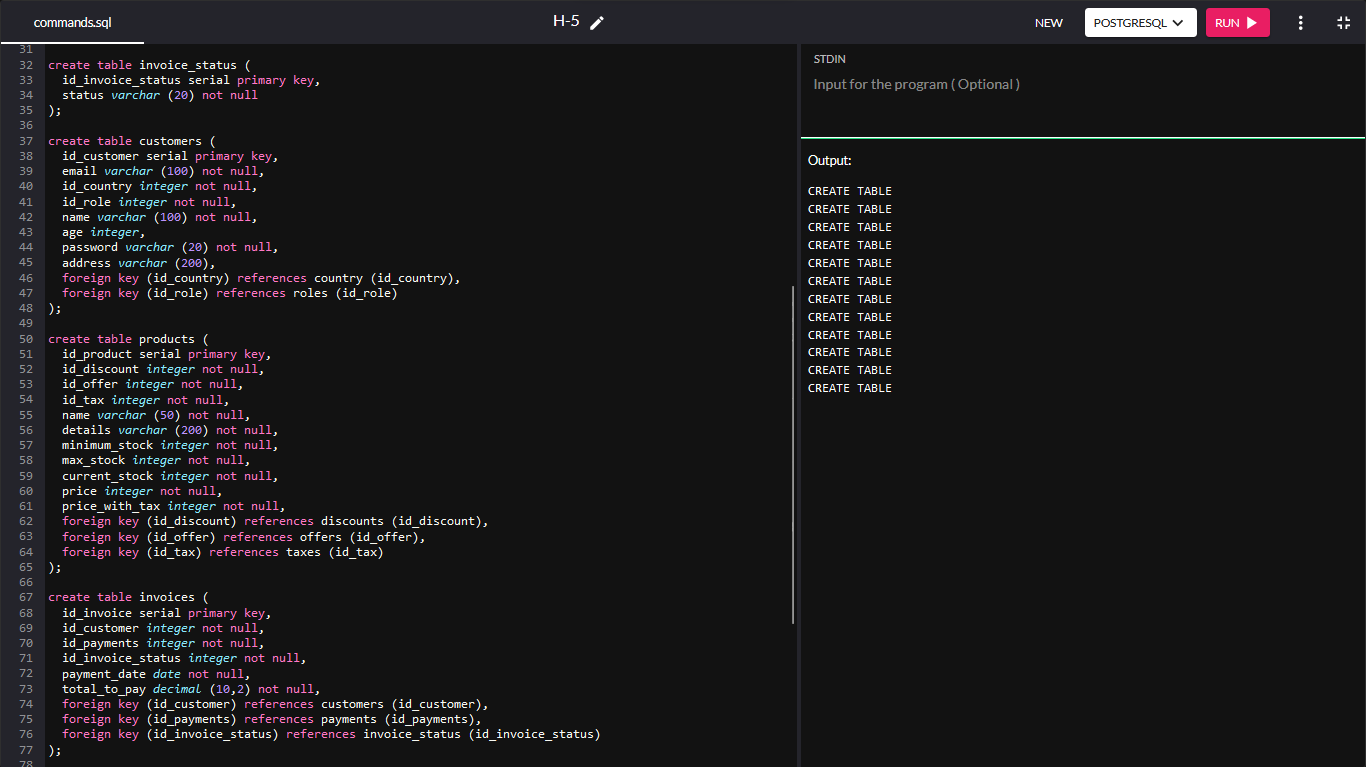 commands.sql
H-5
NEW
POSTGRESQL
RUN
31
32 create table invoice_status (
33   id_invoice_status serial primary key,
34   status varchar (20) not null
35 );
36
37 create table customers (
38   id_customer serial primary key,
39   email varchar (100) not null,
40   id_country integer not null,
41   id_role integer not null,
42   name varchar (100) not null,
43   age integer,
44   password varchar (20) not null,
45   address varchar (200),
46   foreign key (id_country) references country (id_country),
47   foreign key (id_role) references roles (id_role)
48 );
49
50 create table products (
51   id_product serial primary key,
52   id_discount integer not null,
53   id_offer integer not null,
54   id_tax integer not null,
55   name varchar (50) not null,
56   details varchar (200) not null,
57   minimum_stock integer not null,
58   max_stock integer not null,
59   current_stock integer not null,
60   price integer not null,
61   price_with_tax integer not null,
62   foreign key (id_discount) references discounts (id_discount),
63   foreign key (id_offer) references offers (id_offer),
64   foreign key (id_tax) references taxes (id_tax)
65 );
66
67 create table invoices (
68   id_invoice serial primary key,
69   id_customer integer not null,
70   id_payments integer not null,
71   id_invoice_status integer not null,
72   payment_date date not null,
73   total_to_pay decimal (10,2) not null,
74   foreign key (id_customer) references customers (id_customer),
75   foreign key (id_payments) references payments (id_payments),
76   foreign key (id_invoice_status) references invoice_status (id_invoice_status)
77 );
78
STDIN
Input for the program ( Optional )
Output:
CREATE TABLE
CREATE TABLE
CREATE TABLE
CREATE TABLE
CREATE TABLE
CREATE TABLE
CREATE TABLE
CREATE TABLE
CREATE TABLE
CREATE TABLE
CREATE TABLE
CREATE TABLE